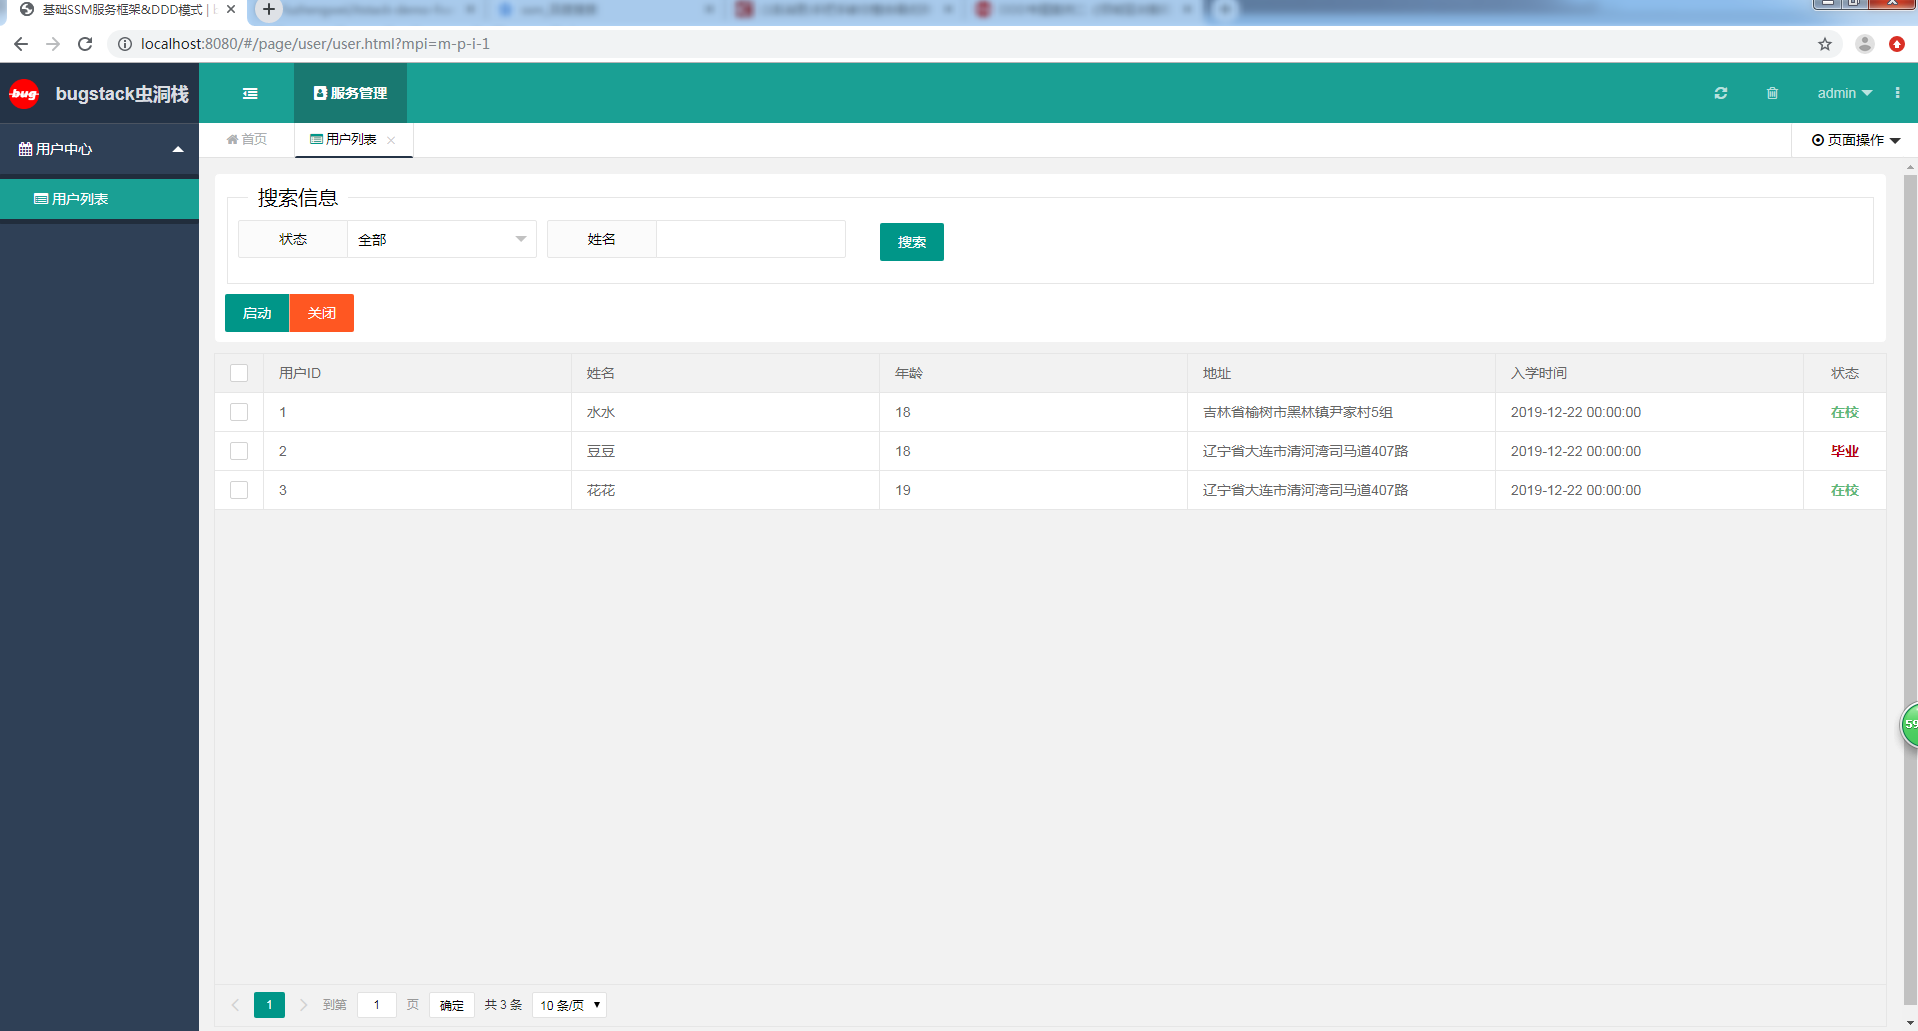 基础SSM服务框架&DDD模式 |
localhost:8080/#/page/user/user.html?mpi=m-p-i-1
bug bugstack虫洞栈
服务管理
admin
用户中心
首页
用户列表
页面操作
用户列表
搜索信息
状态 全部 姓名 搜索
启动 关闭
用户ID 姓名 年龄 地址 入学时间 状态
1 水水 18 吉林省榆树市黑林镇尹家村5组 2019-12-22 00:00:00 在校
2 豆豆 18 辽宁省大连市清河湾司马道407路 2019-12-22 00:00:00 毕业
3 花花 19 辽宁省大连市清河湾司马道407路 2019-12-22 00:00:00 在校
59
1 到第 1 页 确定 共 3 条 10 条/页